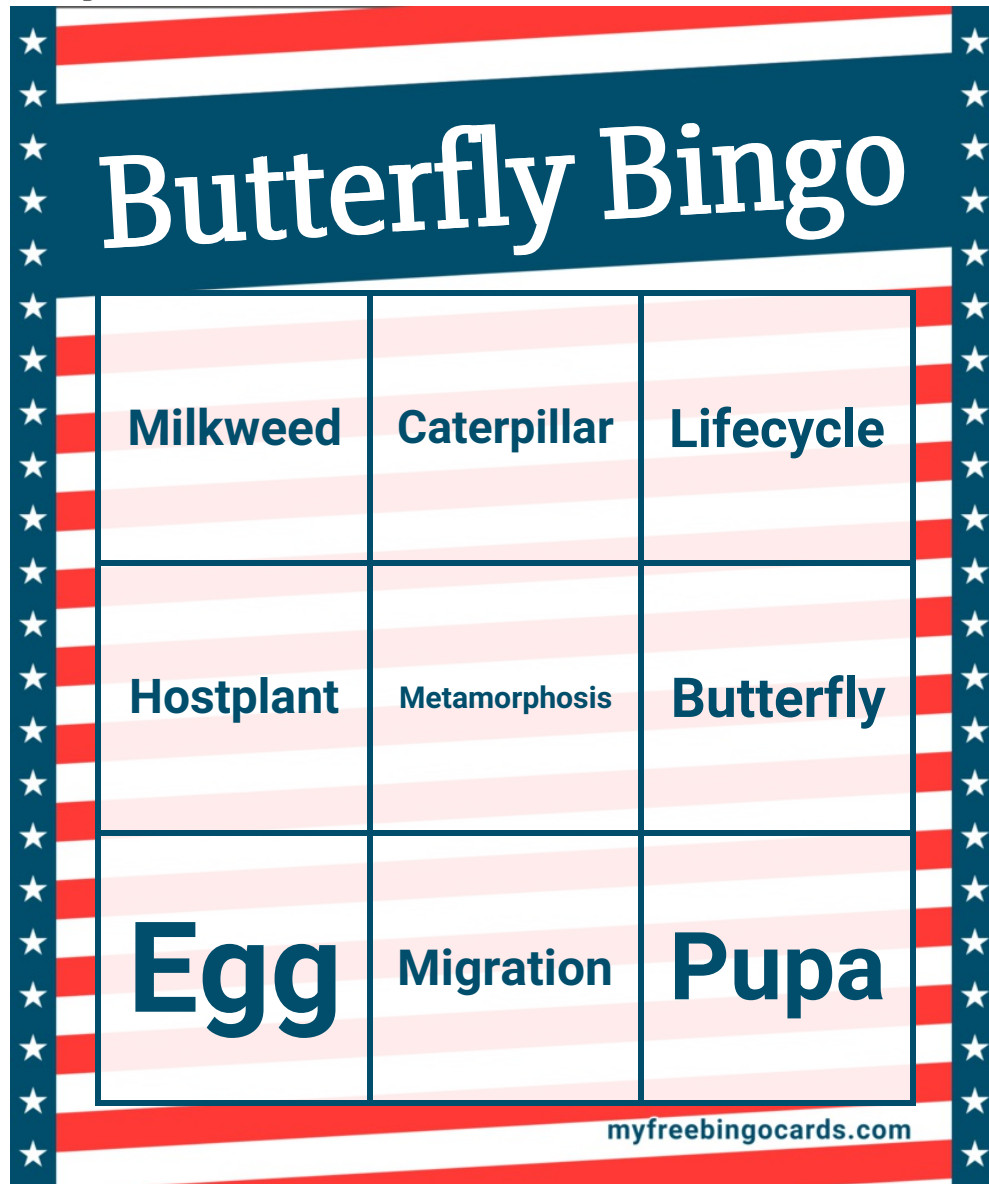 Butterfly Bingo
Milkweed Caterpillar Lifecycle
Hostplant Metamorphosis Butterfly
Egg Migration Pupa
myfreebingocards.com